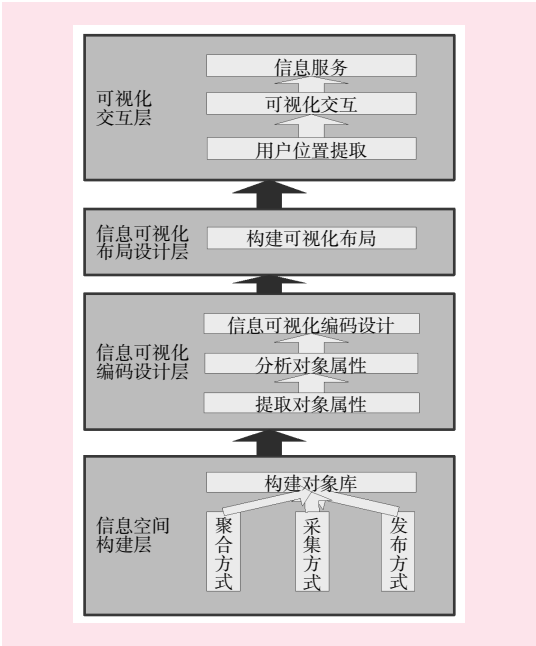 信息服务
可视化
交互层
可视化交互
用户位置提取
信息可视化
布局设计层
构建可视化布局
信息可视化编码设计
信息可视化
编码设计层
分析对象属性
提取对象属性
构建对象库
信息空间
构建层
聚合方式
采集方式
发布方式